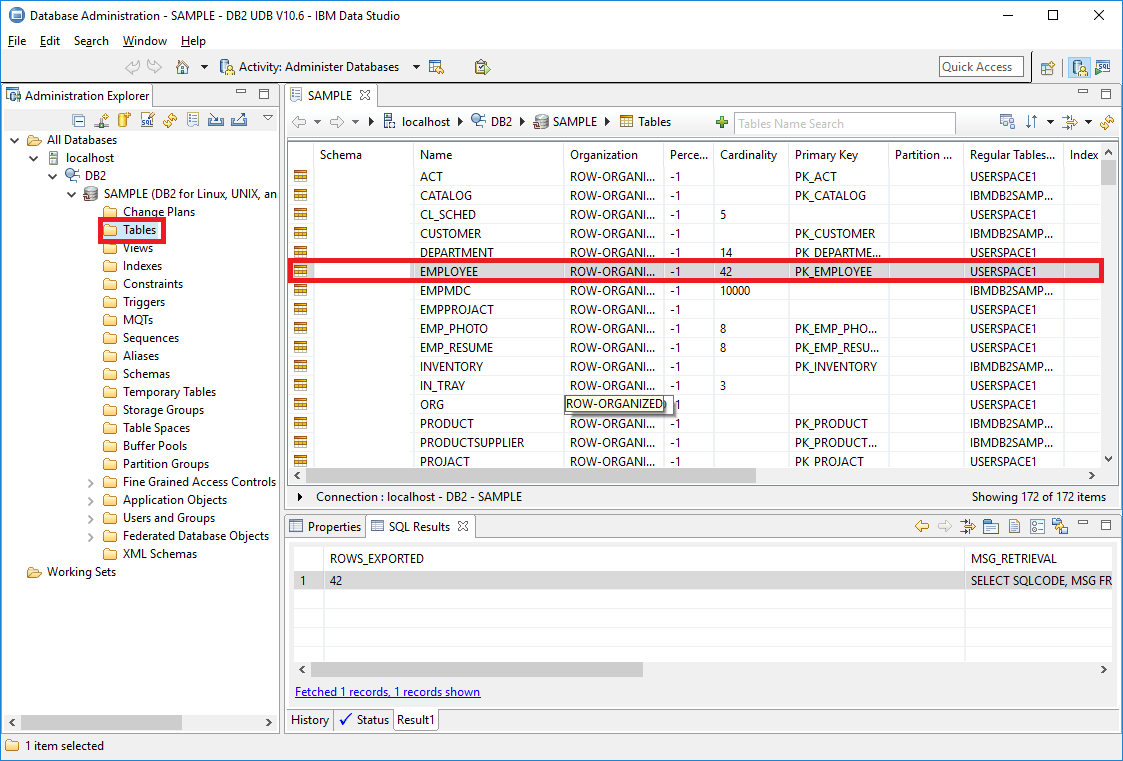 Database Administration - SAMPLE - DB2 UDB V10.6 - IBM Data Studio
File Edit Search Window Help
Activity: Administer Databases Quick Access
Administration Explorer
All Databases
localhost
DB2
SAMPLE (DB2 for Linux, UNIX, an
Change Plans
Tables
Views
Indexes
Constraints
Triggers
MQTs
Sequences
Aliases
Schemas
Temporary Tables
Storage Groups
Table Spaces
Buffer Pools
Partition Groups
Fine Grained Access Controls
Application Objects
Users and Groups
Federated Database Objects
XML Schemas
Working Sets
SAMPLE
localhost DB2 SAMPLE Tables Tables Name Search
Schema Name Organization Perce... Cardinality Primary Key Partition ... Regular Tables... Index
ACT ROW-ORGANI... -1 PK_ACT USERSPACE1
CATALOG ROW-ORGANI... -1 PK_CATALOG IBMDB2SAMP...
CL_SCHED ROW-ORGANI... -1 5 USERSPACE1
CUSTOMER ROW-ORGANI... -1 PK_CUSTOMER IBMDB2SAMP...
DEPARTMENT ROW-ORGANI... -1 14 PK_DEPARTME... USERSPACE1
EMPLOYEE ROW-ORGANI... -1 42 PK_EMPLOYEE USERSPACE1
EMPMDC ROW-ORGANI... -1 10000 IBMDB2SAMP...
EMPPROJACT ROW-ORGANI... -1 USERSPACE1
EMP_PHOTO ROW-ORGANI... -1 8 PK_EMP_PHO... USERSPACE1
EMP_RESUME ROW-ORGANI... -1 8 PK_EMP_RESU... USERSPACE1
INVENTORY ROW-ORGANI... -1 PK_INVENTORY IBMDB2SAMP...
IN_TRAY ROW-ORGANI... -1 3 USERSPACE1
ORG ROW-ORGANIZED 1 USERSPACE1
PRODUCT ROW-ORGANI... -1 PK_PRODUCT IBMDB2SAMP...
PRODUCTSUPPLIER ROW-ORGANI... -1 PK_PRODUCT... IBMDB2SAMP...
PROJACT ROW-ORGANI... -1 PK_PROJACT USERSPACE1
Connection : localhost - DB2 - SAMPLE Showing 172 of 172 items
Properties SQL Results
ROWS_EXPORTED MSG_RETRIEVAL
1 42 SELECT SQLCODE, MSG FR
Fetched 1 records, 1 records shown
History Status Result1
1 item selected